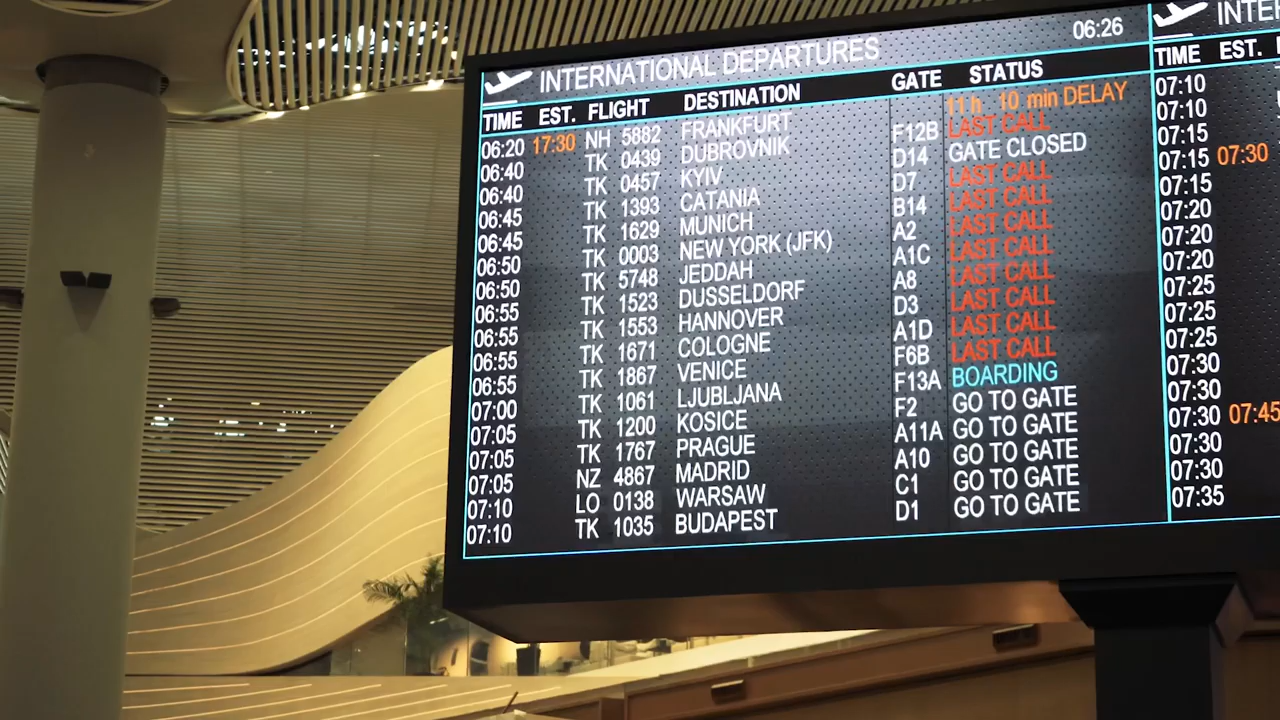 INTERNATIONAL DEPARTURES 06:26
TIME EST. FLIGHT DESTINATION GATE STATUS
06:20 17:30 NH 5882 FRANKFURT 11 h 10 min DELAY
06:40 TK 0439 DUBROVNIK F12B LAST CALL
06:40 TK 0457 KYIV D14 GATE CLOSED
06:45 TK 1393 CATANIA D7 LAST CALL
06:45 TK 1629 MUNICH B14 LAST CALL
06:50 TK 0003 NEW YORK (JFK) A2 LAST CALL
06:50 TK 5748 JEDDAH A1C LAST CALL
06:55 TK 1523 DUSSELDORF A8 LAST CALL
06:55 TK 1553 HANNOVER D3 LAST CALL
06:55 TK 1671 COLOGNE A1D LAST CALL
06:55 TK 1867 VENICE F6B LAST CALL
07:00 TK 1061 LJUBLJANA F13A BOARDING
07:05 TK 1200 KOSICE F2 GO TO GATE
07:05 TK 1767 PRAGUE A11A GO TO GATE
07:05 NZ 4867 MADRID A10 GO TO GATE
07:10 LO 0138 WARSAW C1 GO TO GATE
07:10 TK 1035 BUDAPEST D1 GO TO GATE
INTER
TIME EST.
07:10
07:10
07:15
07:15 07:30
07:15
07:20
07:20
07:20
07:25
07:25
07:25
07:30
07:30
07:30 07:45
07:30
07:30
07:35